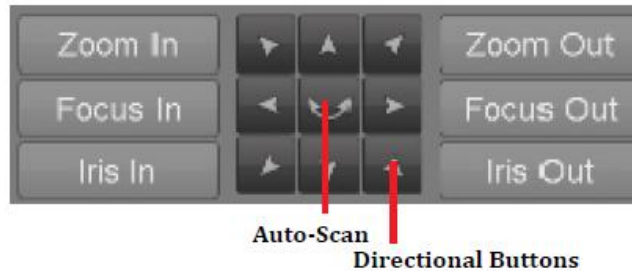 Zoom In
Zoom Out
Focus In
Focus Out
Iris In
Iris Out
Auto-Scan
Directional Buttons